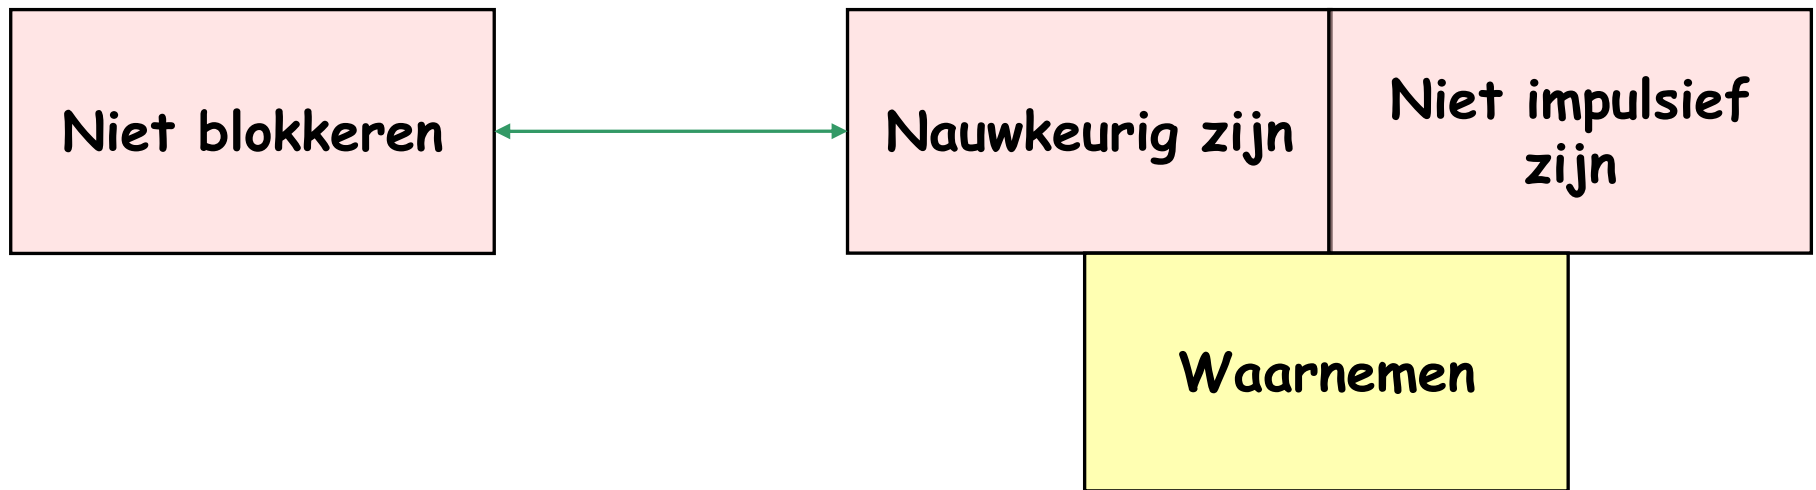 Niet blokkeren
Nauwkeurig zijn
Niet impulsief
zijn
Waarnemen